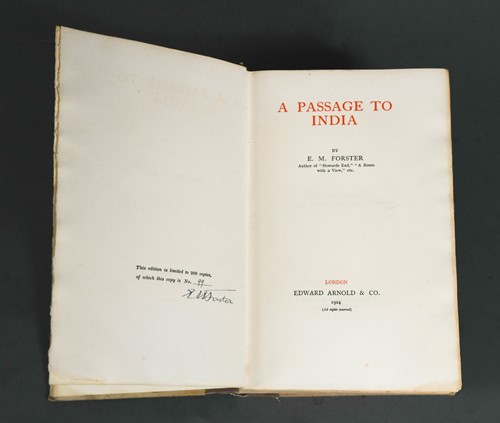 This edition is limited to 200 copies,
of which this copy is No. 99
E M Forster
A PASSAGE TO
INDIA
BY
E. M. FORSTER
Author of "Howards End," "A Room
with a View," etc.
LONDON
EDWARD ARNOLD & CO.
1924
(All rights reserved)